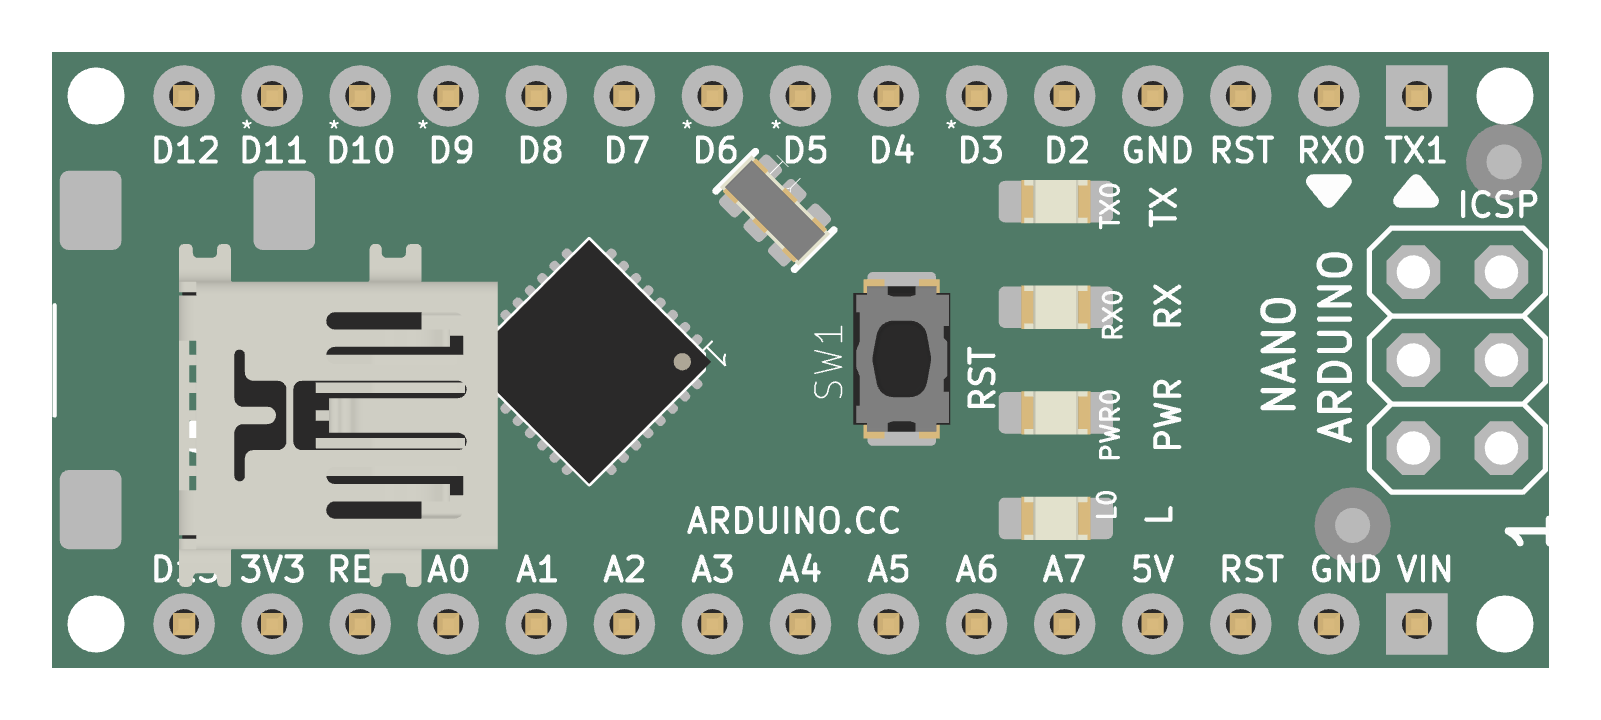 D12 *D11 *D10 *D9 D8 D7 *D6 *D5 D4 *D3 D2 GND RST RX0 TX1
ICSP
TX0 TX
RX0 RX
PWR0 PWR
L0 L
SW1
RST
NANO
ARDUINO
1
ARDUINO.CC
1
3V3 RE A0 A1 A2 A3 A4 A5 A6 A7 5V RST GND VIN